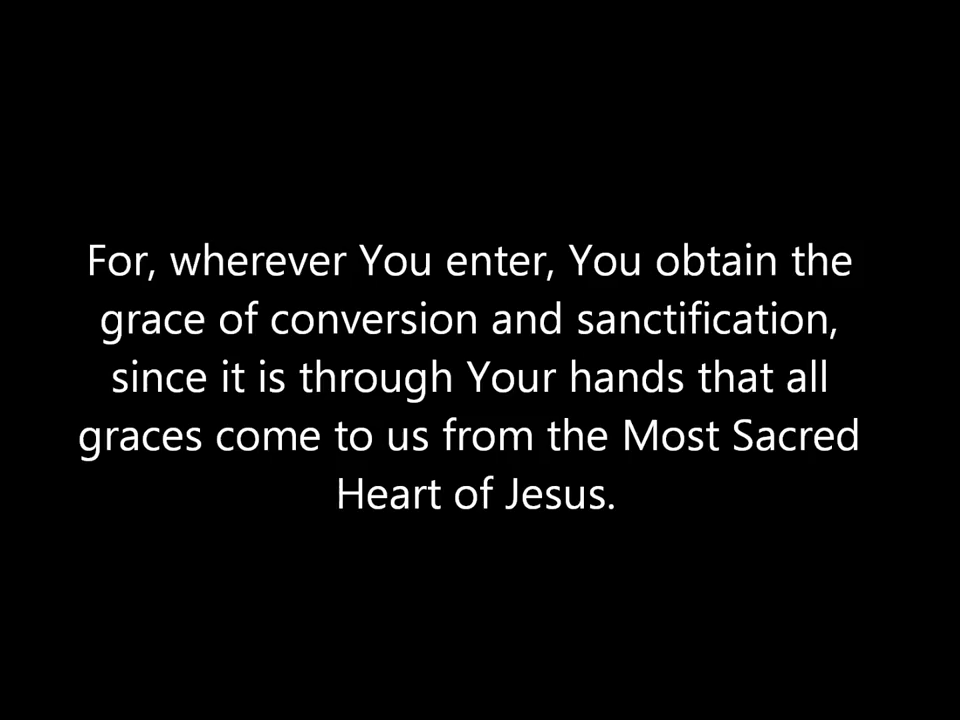 For, wherever You enter, You obtain the
grace of conversion and sanctification,
since it is through Your hands that all
graces come to us from the Most Sacred
Heart of Jesus.